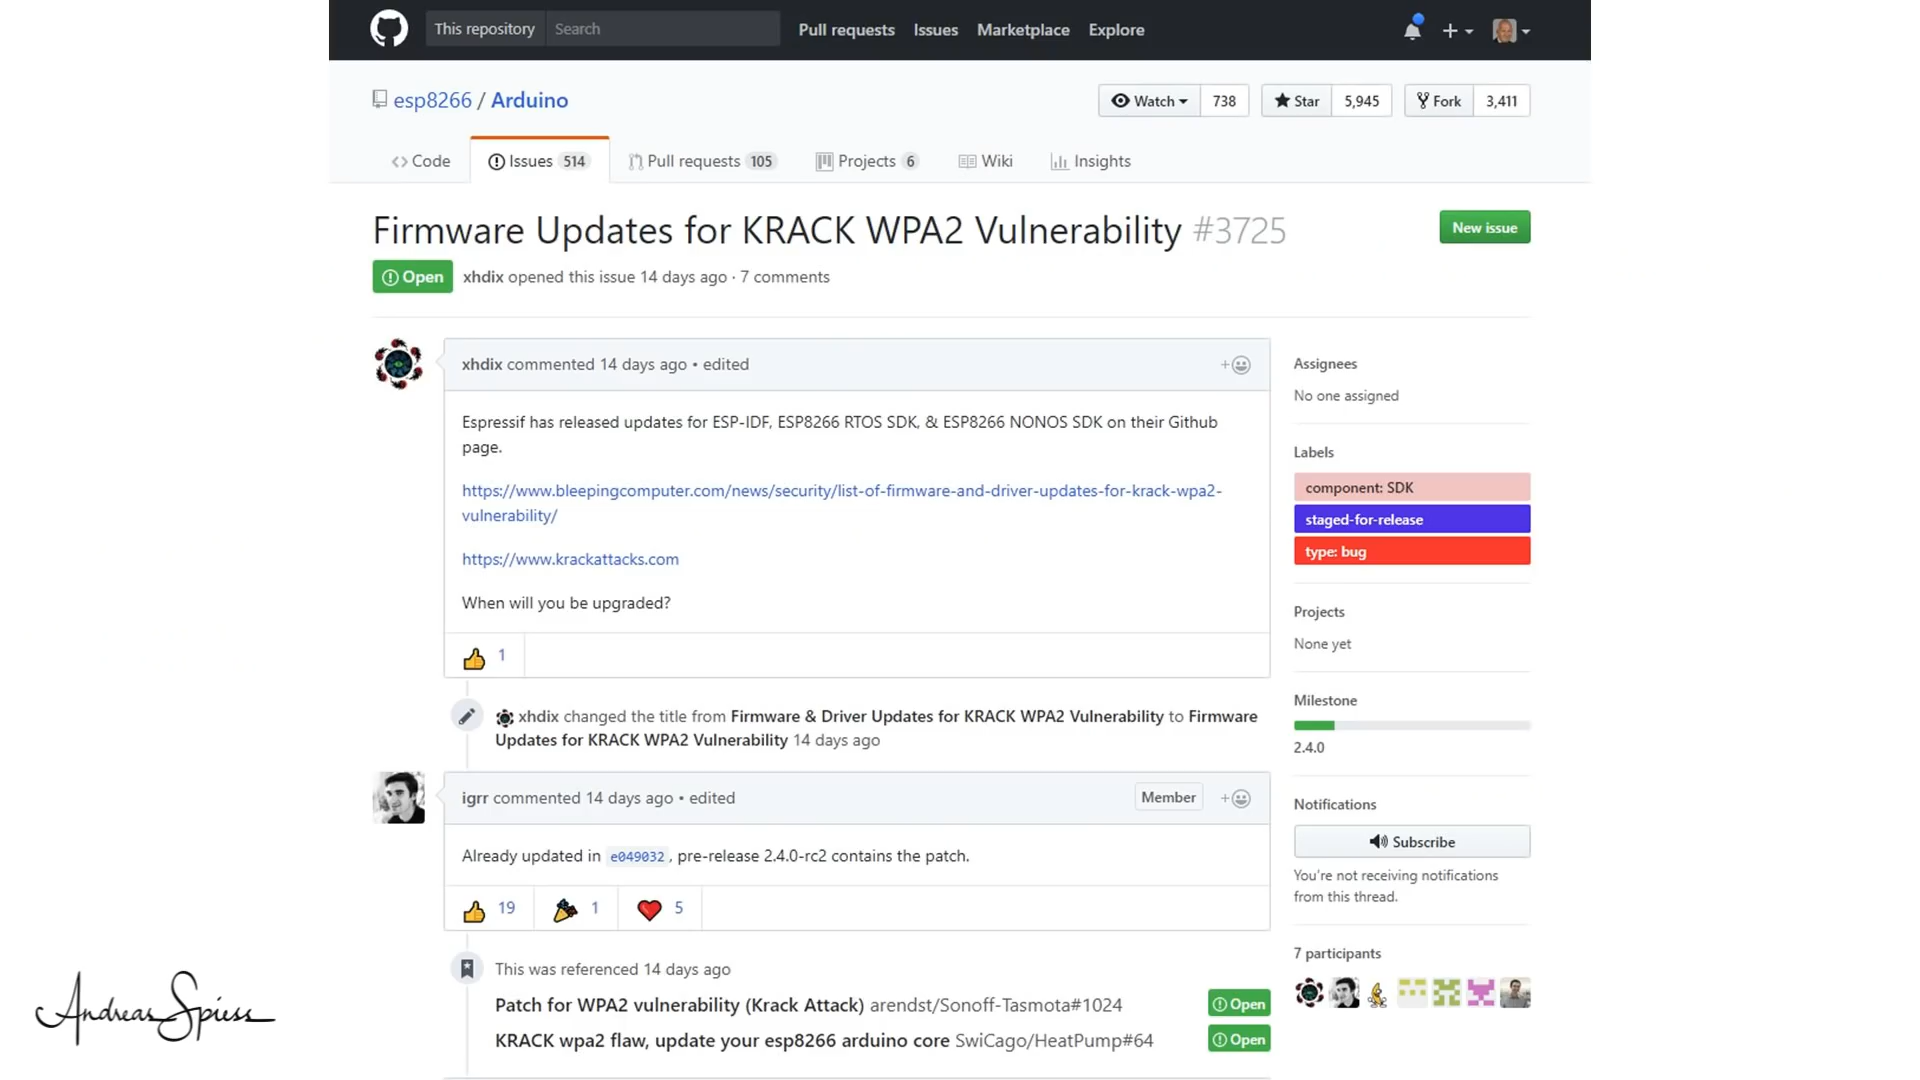 This repository
Search
Pull requests
Issues
Marketplace
Explore
esp8266 / Arduino
Watch 738
Star 5,945
Fork 3,411
Code
Issues 514
Pull requests 105
Projects 6
Wiki
Insights
Firmware Updates for KRACK WPA2 Vulnerability #3725
New issue
Open
xhdix opened this issue 14 days ago · 7 comments
xhdix commented 14 days ago • edited
Espressif has released updates for ESP-IDF, ESP8266 RTOS SDK, & ESP8266 NONOS SDK on their Github
page.
https://www.bleepingcomputer.com/news/security/list-of-firmware-and-driver-updates-for-krack-wpa2-
vulnerability/
https://www.krackattacks.com
When will you be upgraded?
1
xhdix changed the title from Firmware & Driver Updates for KRACK WPA2 Vulnerability to Firmware
Updates for KRACK WPA2 Vulnerability 14 days ago
igrr commented 14 days ago • edited
Member
Already updated in e049032, pre-release 2.4.0-rc2 contains the patch.
19
1
5
This was referenced 14 days ago
Patch for WPA2 vulnerability (Krack Attack) arendst/Sonoff-Tasmota#1024
Open
KRACK wpa2 flaw, update your esp8266 arduino core SwiCago/HeatPump#64
Open
Assignees
No one assigned
Labels
component: SDK
staged-for-release
type: bug
Projects
None yet
Milestone
2.4.0
Notifications
Subscribe
You're not receiving notifications
from this thread.
7 participants
Andreas Spiess